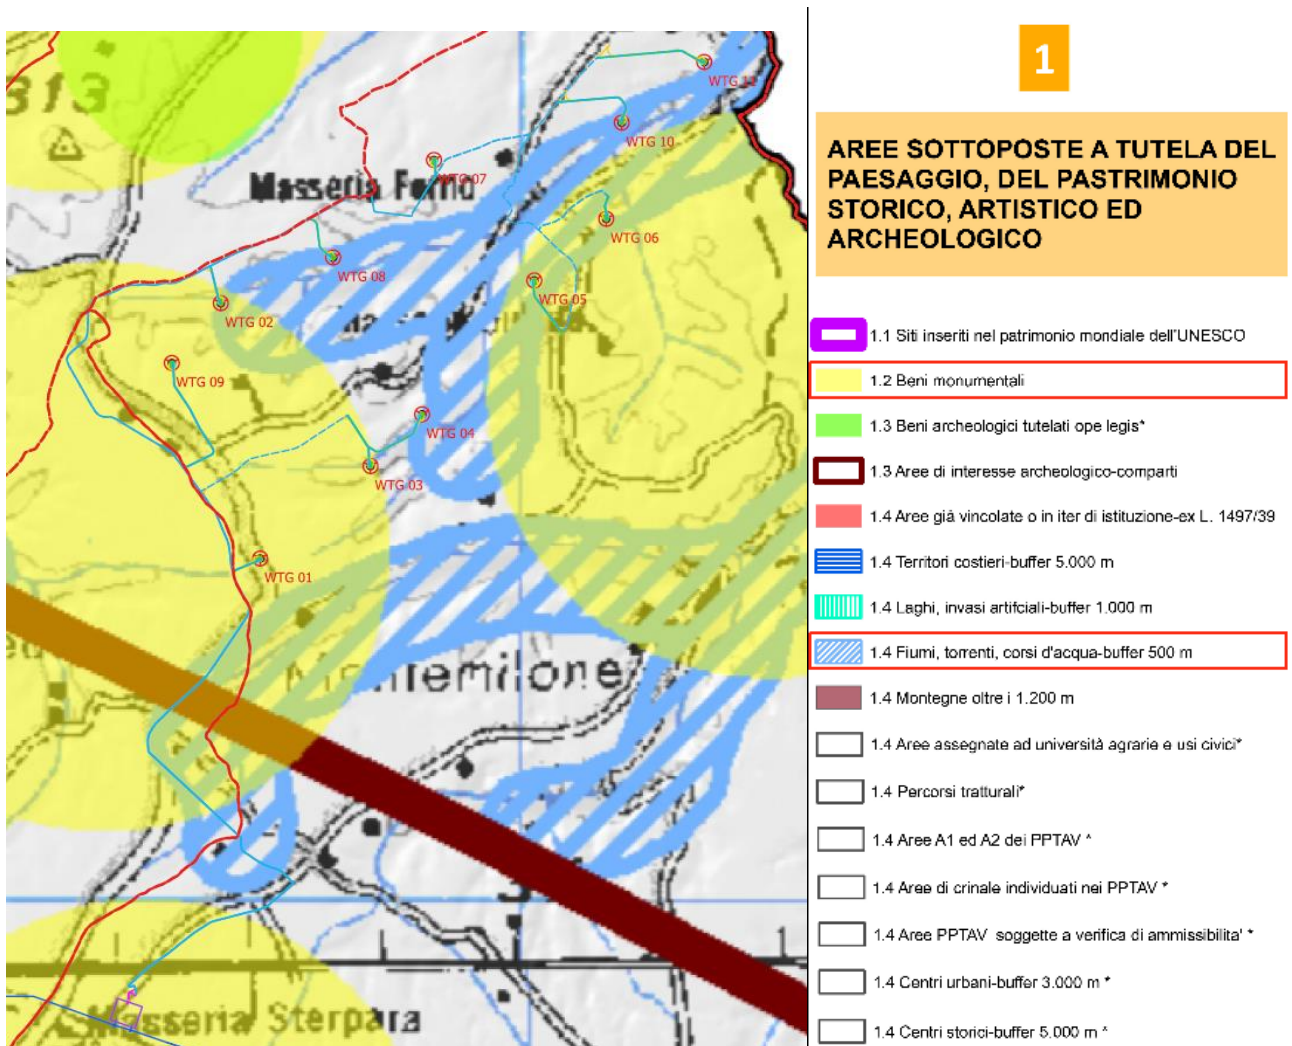 1
AREE SOTTOPOSTE A TUTELA DEL
PAESAGGIO, DEL PASTRIMONIO
STORICO, ARTISTICO ED
ARCHEOLOGICO
1.1 Siti inseriti nel patrimonio mondiale dell'UNESCO
1.2 Beni monumentali
1.3 Beni archeologici tutelati ope legis*
1.3 Aree di interesse archeologico-comparti
1.4 Aree già vincolate o in iter di istituzione-ex L. 1497/39
1.4 Territori costieri-buffer 5.000 m
1.4 Laghi, invasi artifciali-buffer 1.000 m
1.4 Fiumi, torrenti, corsi d'acqua-buffer 500 m
1.4 Montegne oltre i 1.200 m
1.4 Aree assegnate ad università agrarie e usi civici*
1.4 Percorsi tratturali*
1.4 Aree A1 ed A2 dei PPTAV *
1.4 Aree di crinale individuati nei PPTAV *
1.4 Aree PPTAV soggette a verifica di ammissibilita' *
1.4 Centri urbani-buffer 3.000 m *
1.4 Centri storici-buffer 5.000 m *
313
WTG 11
WTG 10
Masseria Forno
WTG 07
WTG 06
WTG 08
WTG 05
WTG 02
WTG 09
WTG 04
WTG 03
WTG 01
Montemilone
Masseria Sterpara